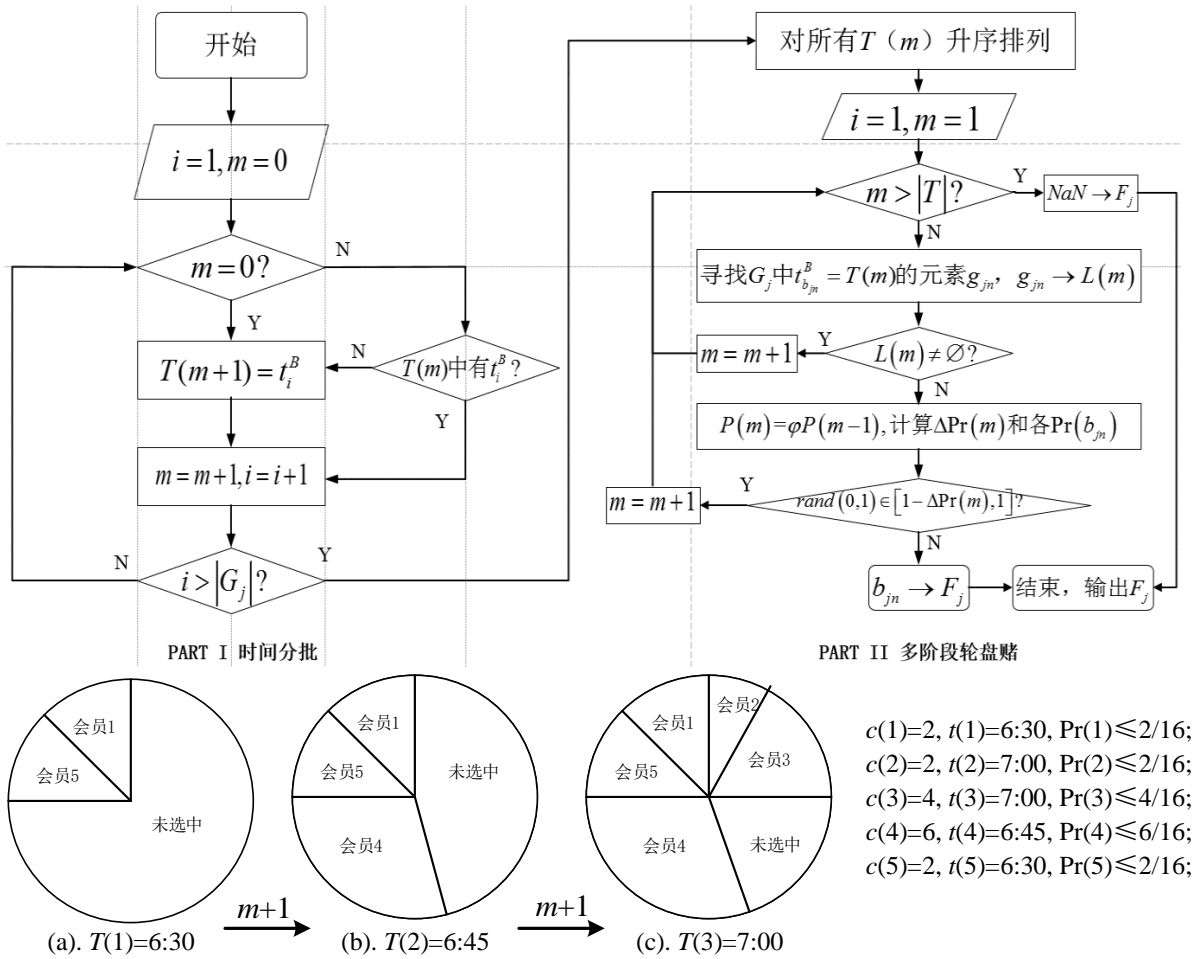 开始
i=1,m=0
m=0?
N
Y
T(m+1)=t_i^B
N
T(m)中有t_i^B?
Y
m=m+1,i=i+1
N
i>|G_j|?
Y
PART I 时间分批
对所有T（m）升序排列
i=1,m=1
m>|T|?
Y
NaN→F_j
N
寻找G_j中t_{b_{jn}}^B=T(m)的元素g_{jn}，g_{jn}→L(m)
m=m+1
Y
L(m)≠∅?
N
P(m)=φP(m−1),计算ΔPr(m)和各Pr(b_{jn})
m=m+1
Y
rand(0,1)∈[1−ΔPr(m),1]?
N
b_{jn}→F_j
结束，输出F_j
PART II 多阶段轮盘赌
会员1
会员5
未选中
(a). T(1)=6:30
m+1
会员1
会员5
未选中
会员4
(b). T(2)=6:45
m+1
会员1
会员2
会员5
会员3
会员4
未选中
(c). T(3)=7:00
c(1)=2, t(1)=6:30, Pr(1)≤2/16;
c(2)=2, t(2)=7:00, Pr(2)≤2/16;
c(3)=4, t(3)=7:00, Pr(3)≤4/16;
c(4)=6, t(4)=6:45, Pr(4)≤6/16;
c(5)=2, t(5)=6:30, Pr(5)≤2/16;